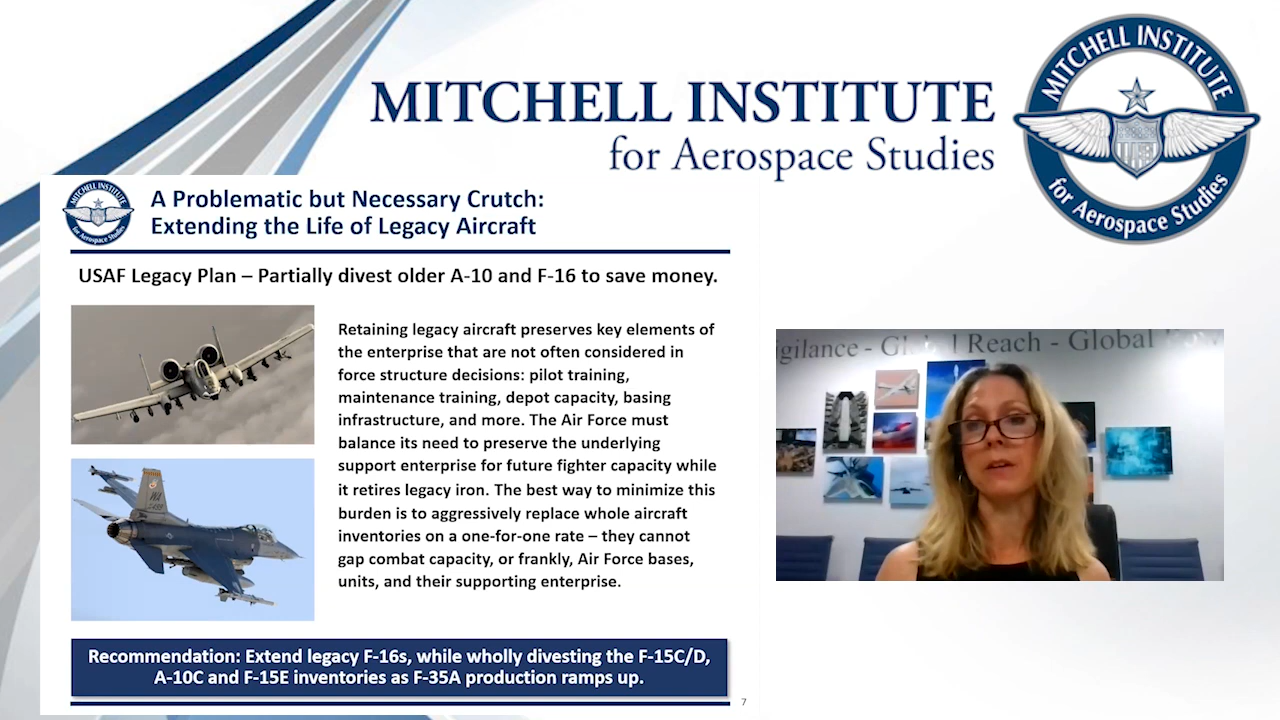 MITCHELL INSTITUTE
for Aerospace Studies
MITCHELL INSTITUTE
for Aerospace Studies
MITCHELL INSTITUTE
for Aerospace Studies
A Problematic but Necessary Crutch:
Extending the Life of Legacy Aircraft
USAF Legacy Plan – Partially divest older A-10 and F-16 to save money.
Retaining legacy aircraft preserves key elements of
the enterprise that are not often considered in
force structure decisions: pilot training,
maintenance training, depot capacity, basing
infrastructure, and more. The Air Force must
balance its need to preserve the underlying
support enterprise for future fighter capacity while
it retires legacy iron. The best way to minimize this
burden is to aggressively replace whole aircraft
inventories on a one-for-one rate – they cannot
gap combat capacity, or frankly, Air Force bases,
units, and their supporting enterprise.
WA
Recommendation: Extend legacy F-16s, while wholly divesting the F-15C/D,
A-10C and F-15E inventories as F-35A production ramps up.
7
Reach - Global